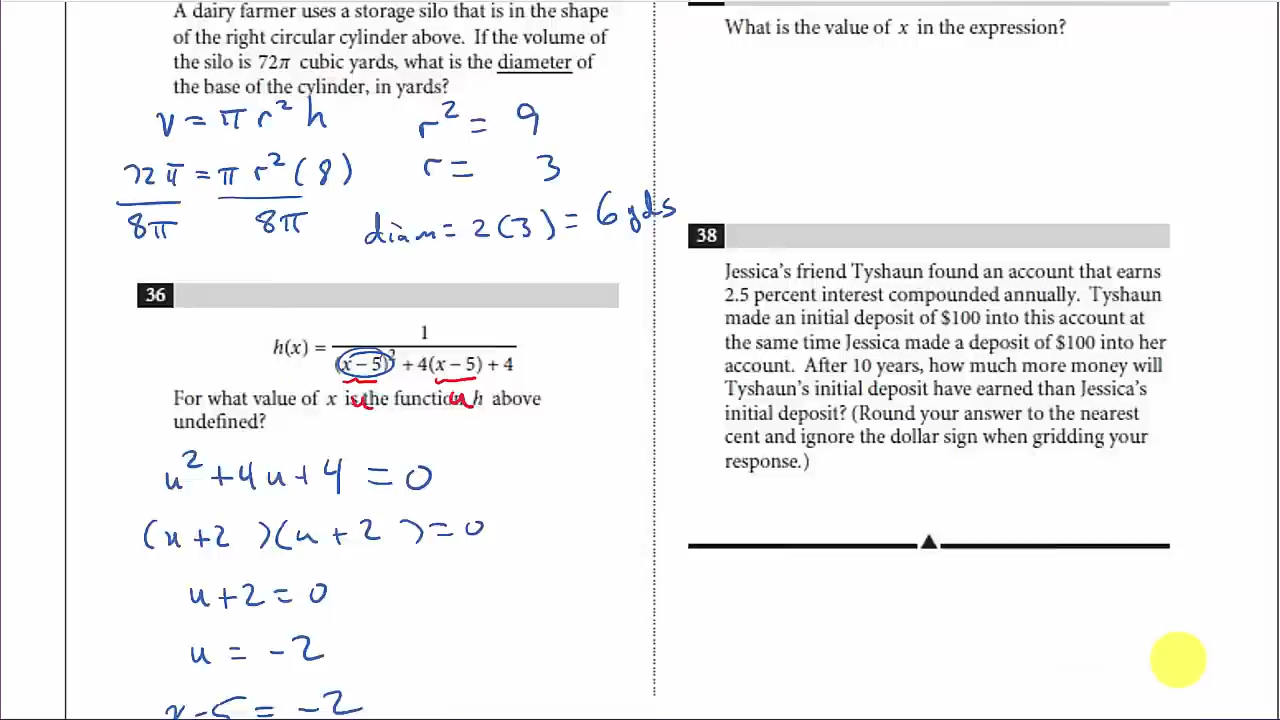 A dairy farmer uses a storage silo that is in the shape
of the right circular cylinder above. If the volume of
the silo is 72π cubic yards, what is the diameter of
the base of the cylinder, in yards?
v = π r² h
72π = π r² (8)
8π 8π
r² = 9
r = 3
diam = 2(3) = 6 yds
36
h(x) = 1 / (x – 5)² + 4(x – 5) + 4
u u
For what value of x is the function h above
undefined?
u² + 4u + 4 = 0
(u + 2)(u + 2) = 0
u + 2 = 0
u = -2
x - 5 = -2
What is the value of x in the expression?
38
Jessica's friend Tyshaun found an account that earns
2.5 percent interest compounded annually. Tyshaun
made an initial deposit of $100 into this account at
the same time Jessica made a deposit of $100 into her
account. After 10 years, how much more money will
Tyshaun's initial deposit have earned than Jessica's
initial deposit? (Round your answer to the nearest
cent and ignore the dollar sign when gridding your
response.)